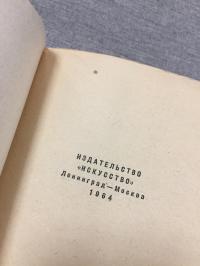 ИЗДАТЕЛЬСТВО
«ИСКУССТВО»
Ленинград—Москва
1964